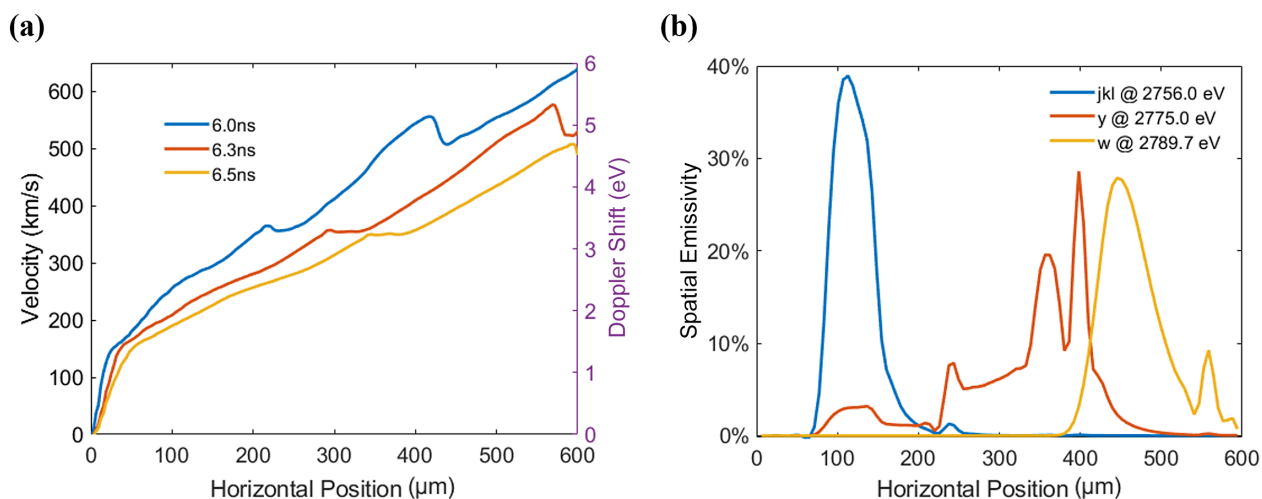 (a)
(b)
600
500
400
300
200
100
0
Velocity (km/s)
6.0ns
6.3ns
6.5ns
6
5
4
3
2
1
0
Doppler Shift (eV)
0 100 200 300 400 500 600
Horizontal Position (µm)
40%
30%
20%
10%
0%
Spatial Emissivity
jkl @ 2756.0 eV
y @ 2775.0 eV
w @ 2789.7 eV
0 100 200 300 400 500 600
Horizontal Position (µm)